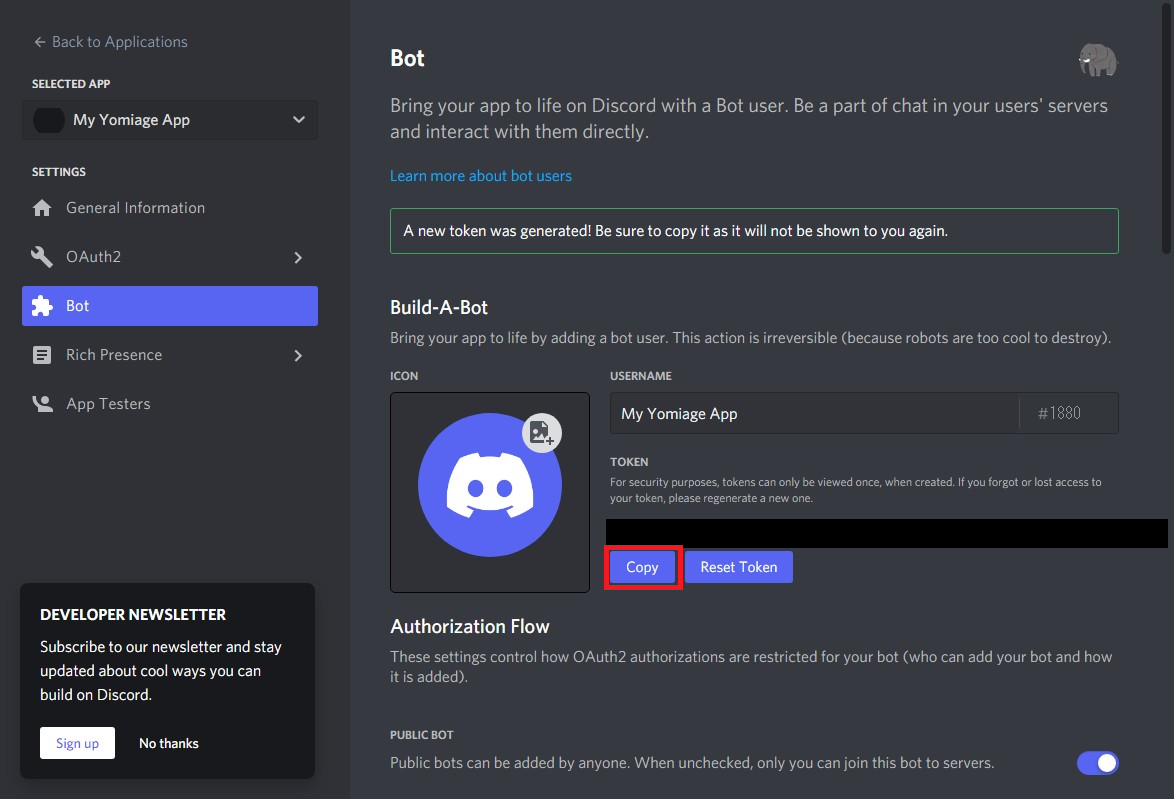 Back to Applications
SELECTED APP
My Yomiage App
SETTINGS
General Information
OAuth2
Bot
Rich Presence
App Testers
DEVELOPER NEWSLETTER
Subscribe to our newsletter and stay
updated about cool ways you can
build on Discord.
Sign up
No thanks
Bot
Bring your app to life on Discord with a Bot user. Be a part of chat in your users' servers
and interact with them directly.
Learn more about bot users
A new token was generated! Be sure to copy it as it will not be shown to you again.
Build-A-Bot
Bring your app to life by adding a bot user. This action is irreversible (because robots are too cool to destroy).
ICON
USERNAME
My Yomiage App
#1880
TOKEN
For security purposes, tokens can only be viewed once, when created. If you forgot or lost access to
your token, please regenerate a new one.
Copy
Reset Token
Authorization Flow
These settings control how OAuth2 authorizations are restricted for your bot (who can add your bot and how
it is added).
PUBLIC BOT
Public bots can be added by anyone. When unchecked, only you can join this bot to servers.